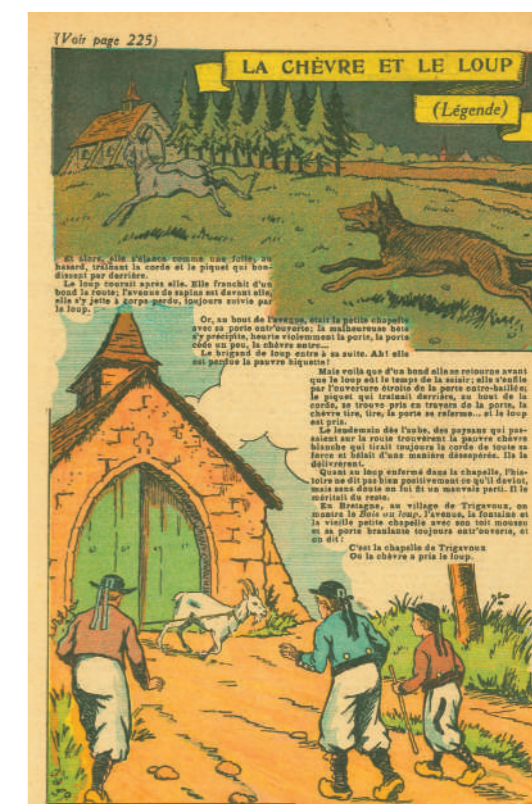 (Voir page 225)
LA CHÈVRE ET LE LOUP
(Légende)
Et alors, elle s'élance comme une folle, au
hasard, traînant la corde et le piquet qui bon-
dissent par derrière.
Le loup courait après elle. Elle franchit d'un
bond la route; l'avenue de sapins est devant elle,
elle s'y jette à corps perdu, toujours suivie par
le loup.
Or, au bout de l'avenue, était la petite chapelle
avec sa porte entr'ouverte; la malheureuse bête
s'y précipite, heurte violemment la porte, la porte
cède un peu, la chèvre entre...
Le brigand de loup entre à sa suite. Ah! elle
est perdue la pauvre biquette!
Mais voilà que d'un bond elle se retourne avant
que le loup eût le temps de la saisir; elle s'enfile
par l'ouverture étroite de la porte entre-baillée;
le piquet qui traînait derrière, au bout de la
corde, se trouve pris en travers de la porte, la
chèvre tire, tire, la porte se referme... et le loup
est pris.
Le lendemain dès l'aube, des paysans qui pas-
saient sur la route trouvèrent la pauvre chèvre
blanche qui tirait toujours la corde de toute sa
force et bêlait d'une manière désespérée. Ils la
délivrèrent.
Quant au loup enfermé dans la chapelle, l'his-
toire ne dit pas bien positivement ce qu'il devint,
mais sans doute on lui fit un mauvais parti. Il le
méritait du reste.
En Bretagne, au village de Trigavoux, on
montre le Bois au loup, l'avenue, la fontaine et
la vieille petite chapelle avec son toit moussu
et sa porte branlante toujours entr'ouverte, et
on dit :
C'est la chapelle de Trigavoux
Où la chèvre a pris le loup.